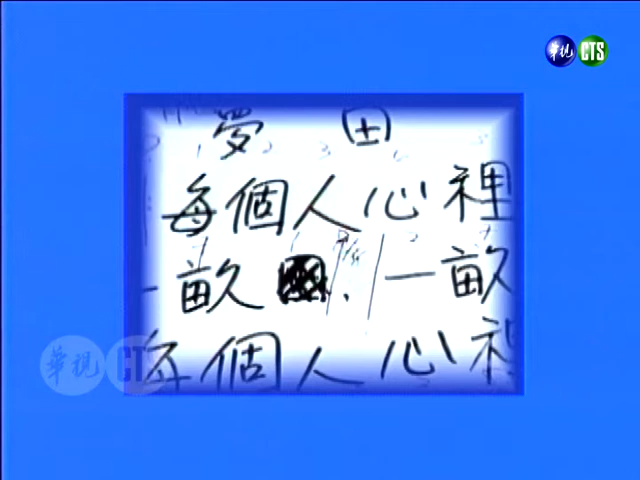 華視 CTS
夢田
每個人心裡
一畝 一畝
每個人心裡
華視 CTS